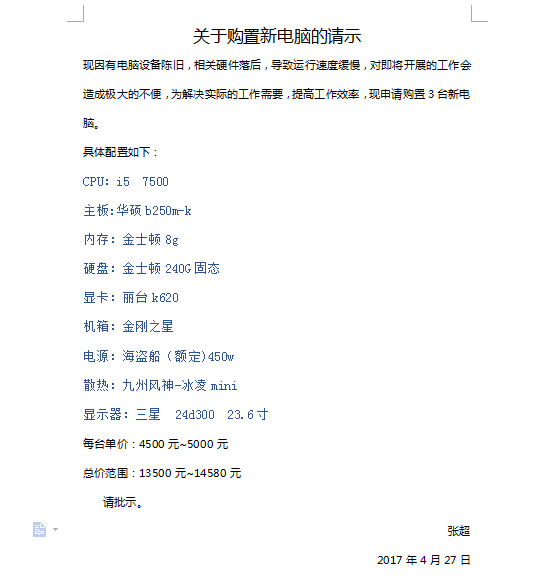 关于购置新电脑的请示
现因有电脑设备陈旧，相关硬件落后，导致运行速度缓慢，对即将开展的工作会
造成极大的不便，为解决实际的工作需要，提高工作效率，现申请购置 3 台新电
脑。
具体配置如下：
CPU：i5 7500
主板:华硕 b250m-k
内存：金士顿 8g
硬盘：金士顿 240G 固态
显卡：丽台 k620
机箱：金刚之星
电源：海盗船（额定)450w
散热：九州风神-冰凌 mini
显示器：三星 24d300 23.6 寸
每台单价：4500 元~5000 元
总价范围：13500 元~14580 元
请批示。
张超
2017 年 4 月 27 日